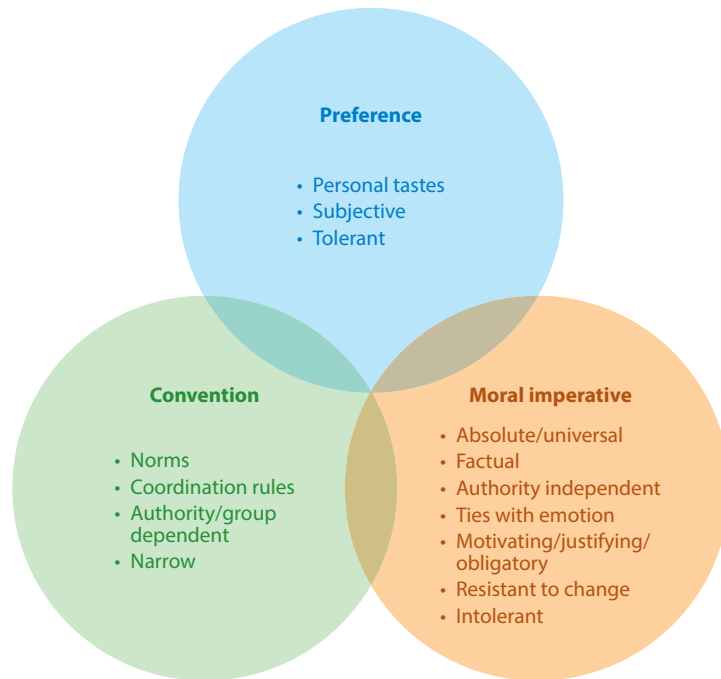 Preference
• Personal tastes
• Subjective
• Tolerant
Convention
• Norms
• Coordination rules
• Authority/group
dependent
• Narrow
Moral imperative
• Absolute/universal
• Factual
• Authority independent
• Ties with emotion
• Motivating/justifying/
obligatory
• Resistant to change
• Intolerant